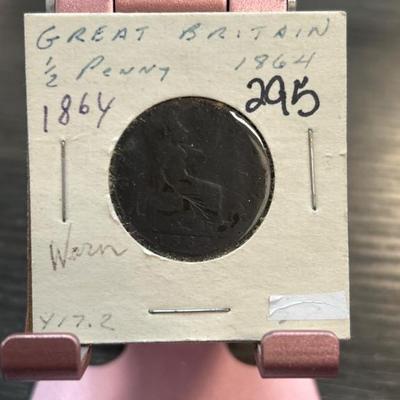 GREAT BRITAIN
1/2 Penny 1864
1864
295
Worn
Y17.2